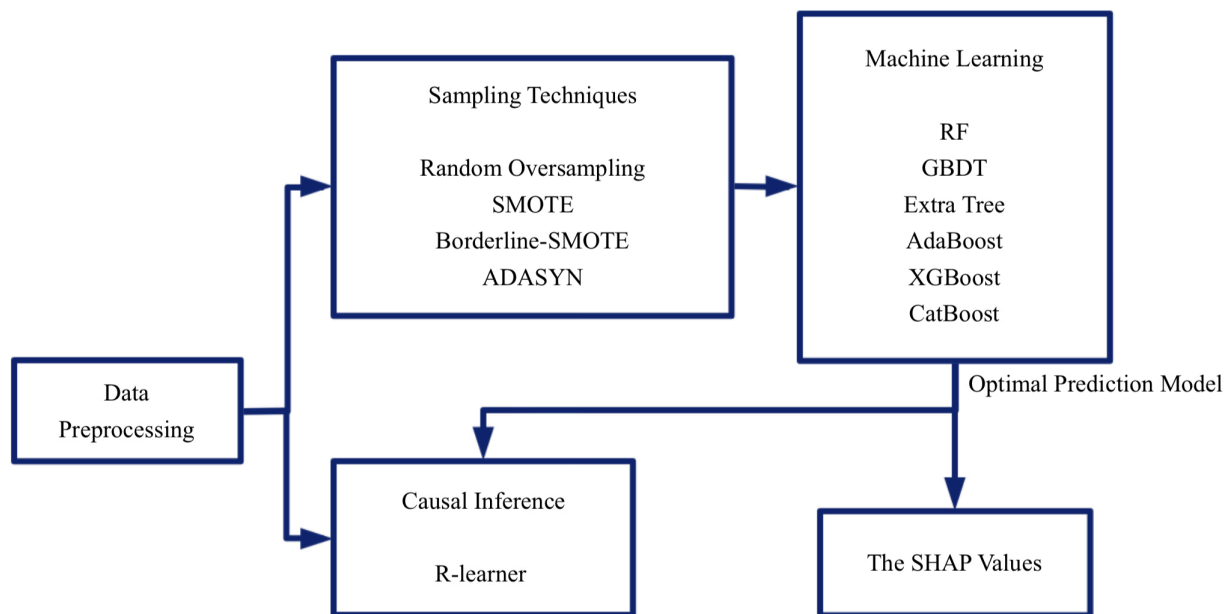 Sampling Techniques
Random Oversampling
SMOTE
Borderline-SMOTE
ADASYN
Machine Learning
RF
GBDT
Extra Tree
AdaBoost
XGBoost
CatBoost
Data
Preprocessing
Optimal Prediction Model
Causal Inference
R-learner
The SHAP Values